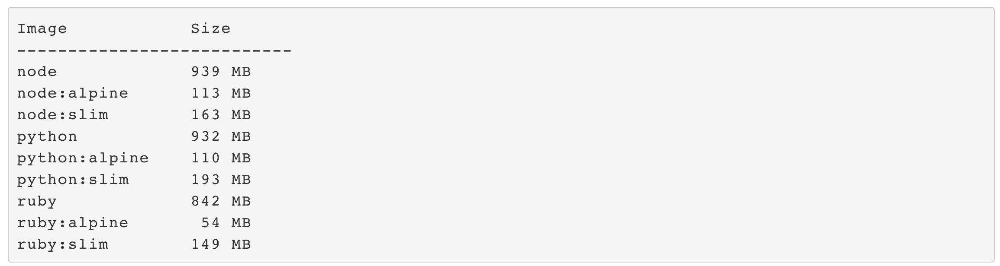 Image            Size
---------------------------
node             939 MB
node:alpine      113 MB
node:slim        163 MB
python           932 MB
python:alpine    110 MB
python:slim      193 MB
ruby             842 MB
ruby:alpine       54 MB
ruby:slim        149 MB